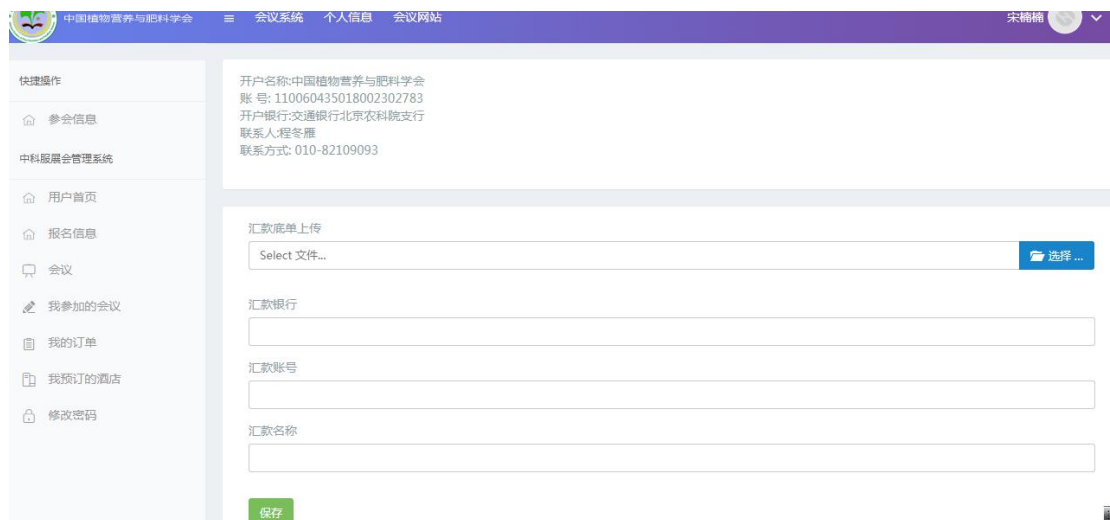 中国植物营养与肥料学会
会议系统 个人信息 会议网站
宋楠楠
快捷操作
参会信息
中科服展会管理系统
用户首页
报名信息
会议
我参加的会议
我的订单
我预订的酒店
修改密码
开户名称:中国植物营养与肥料学会
账 号: 110060435018002302783
开户银行:交通银行北京农科院支行
联系人:程冬雁
联系方式: 010-82109093
汇款底单上传
Select 文件...
选择 ...
汇款银行
汇款账号
汇款名称
保存